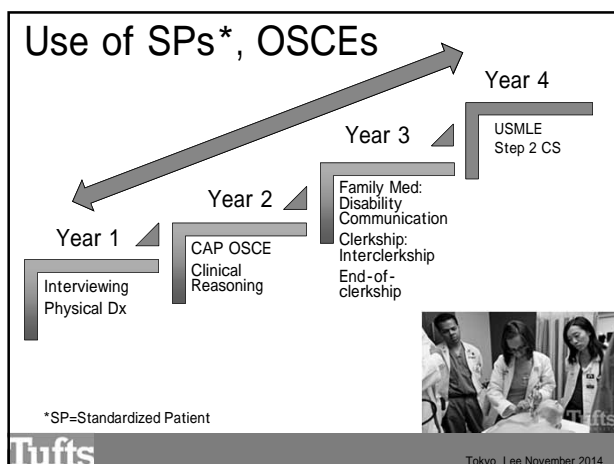 Use of SPs*, OSCEs
Year 1
Interviewing
Physical Dx
Year 2
CAP OSCE
Clinical
Reasoning
Year 3
Family Med:
Disability
Communication
Clerkship:
Interclerkship
End-of-
clerkship
Year 4
USMLE
Step 2 CS
*SP=Standardized Patient
Tufts
Tufts
Tokyo, Lee November 2014